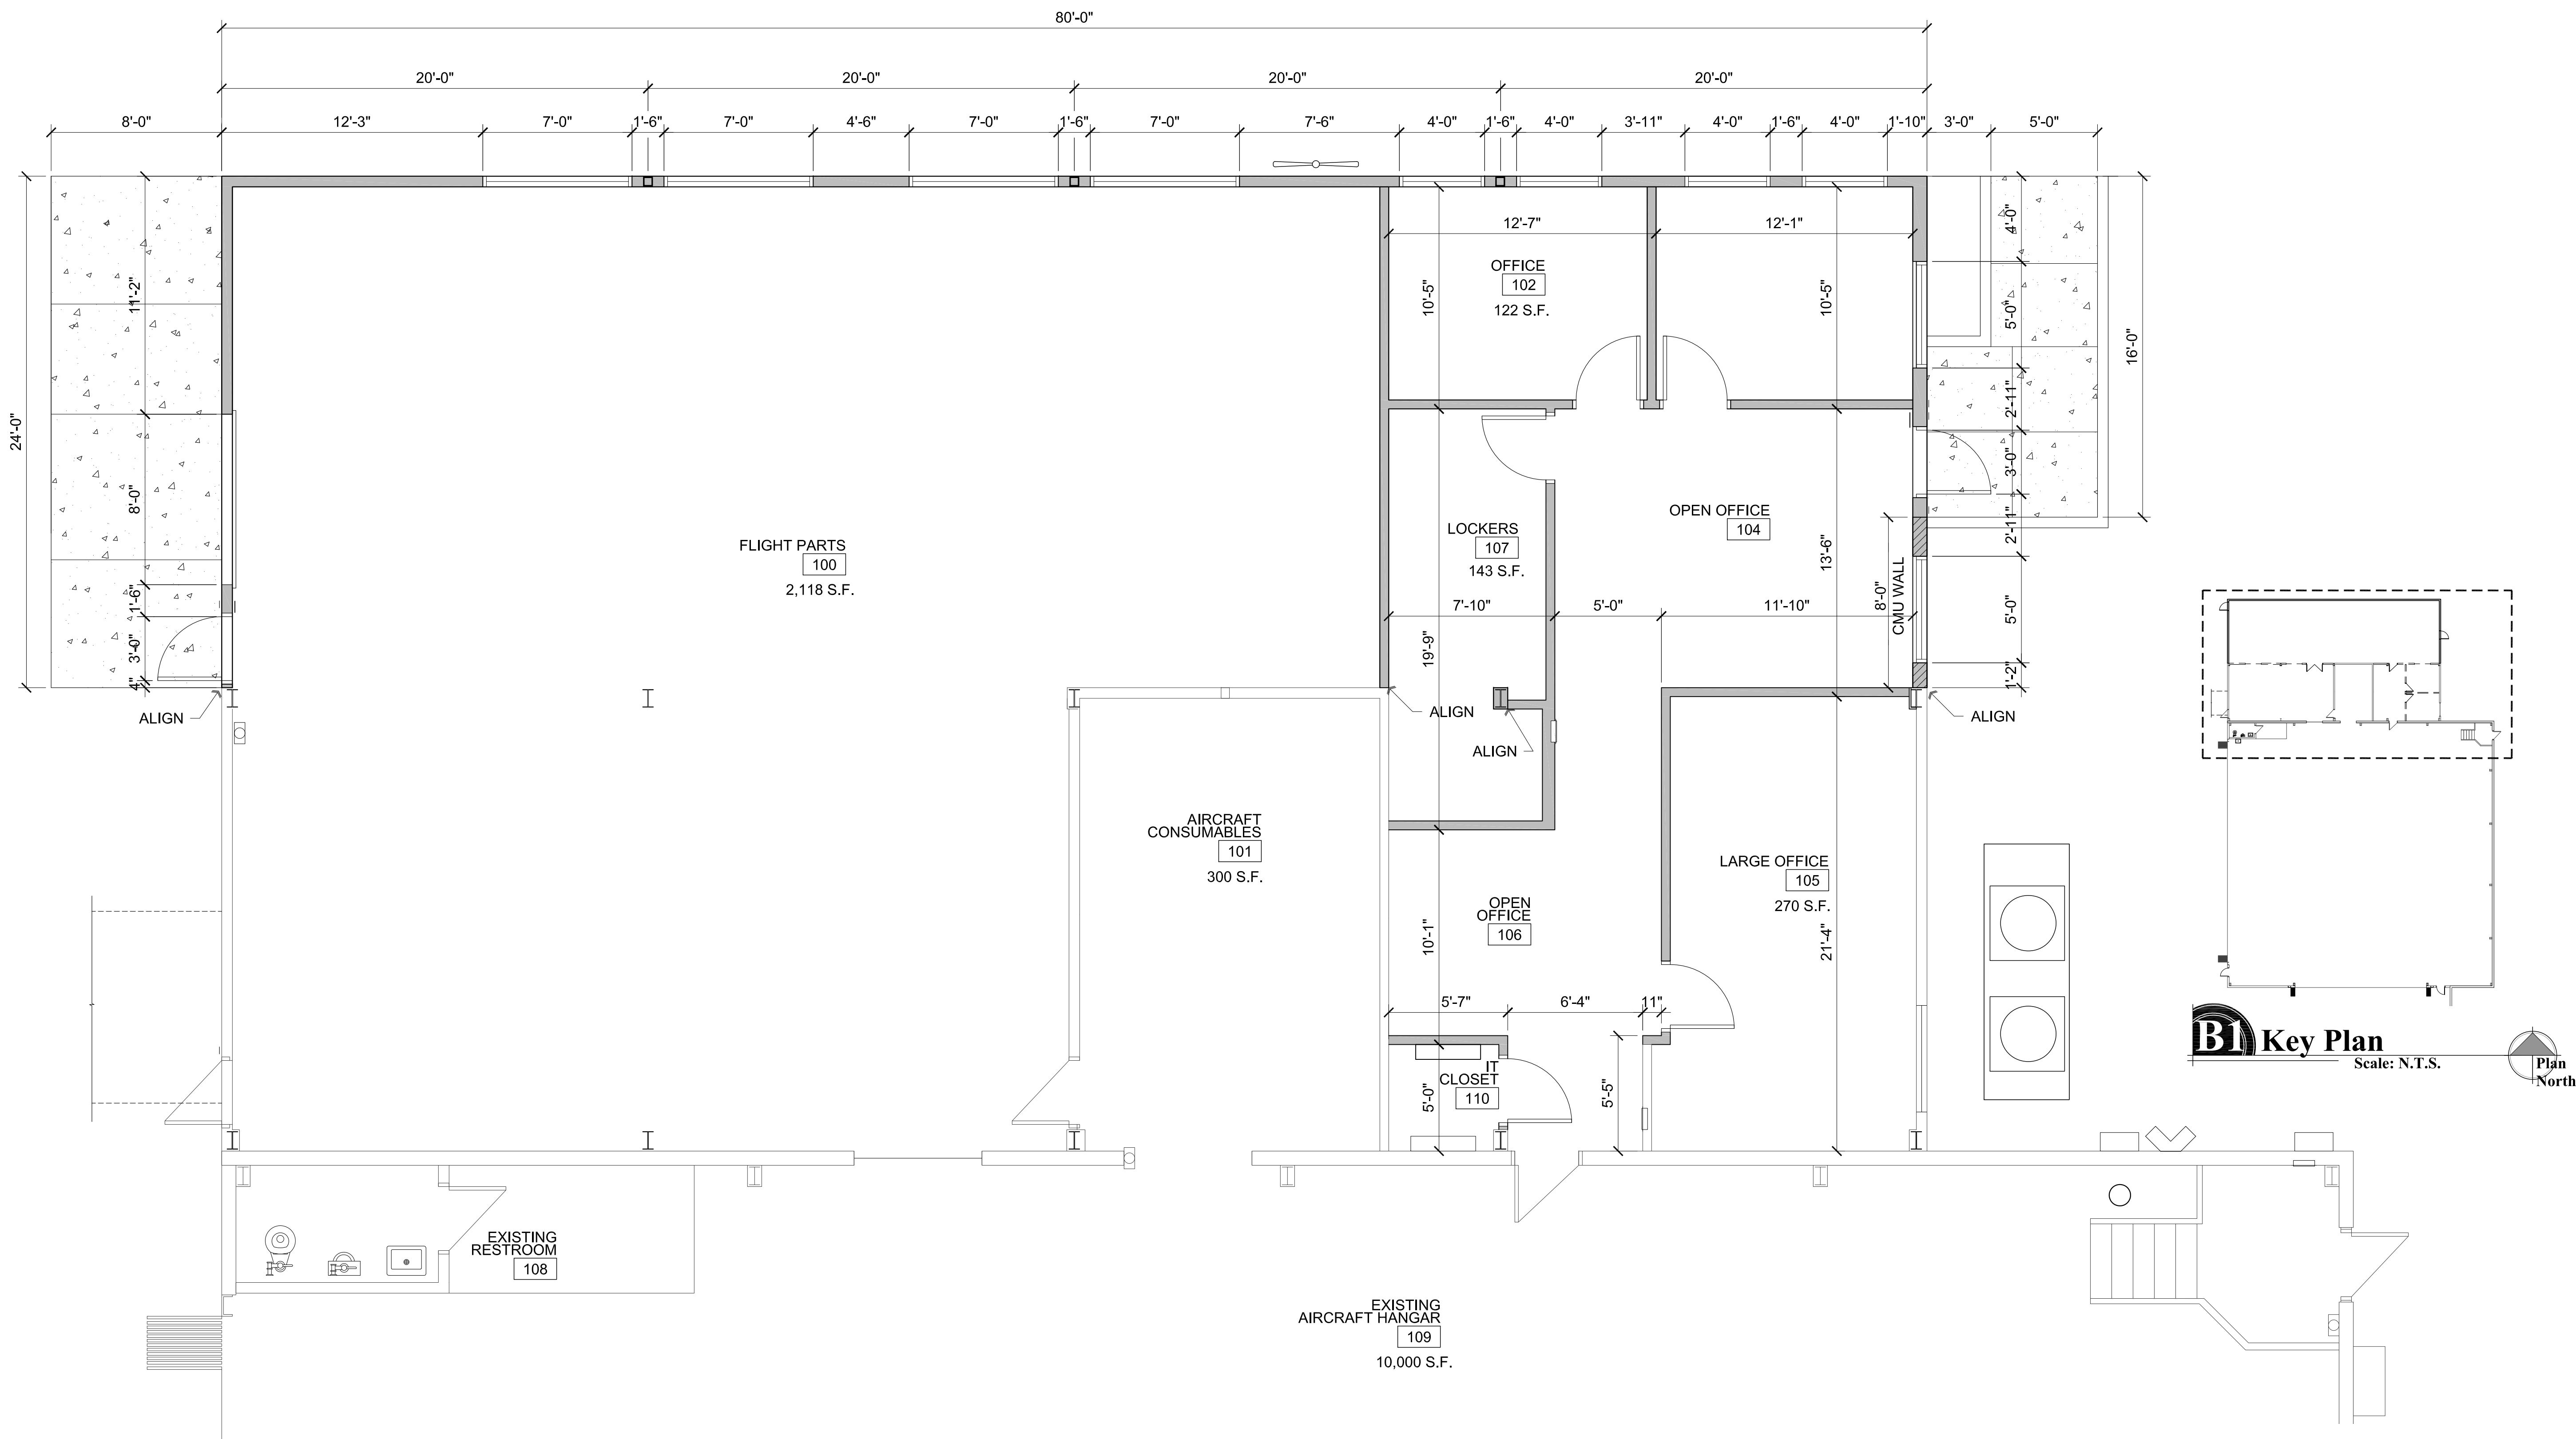 80'-0"
20'-0" 20'-0" 20'-0" 20'-0"
8'-0" 12'-3" 7'-0" 1'-6" 7'-0" 4'-6" 7'-0" 1'-6" 7'-0" 7'-6" 4'-0" 1'-6" 4'-0" 3'-11" 4'-0" 1'-6" 4'-0" 1'-10" 3'-0" 5'-0"
24'-0"
11'-2"
8'-0"
1'-6"
3'-0"
4"
ALIGN
FLIGHT PARTS
100
2,118 S.F.
12'-7"
12'-1"
OFFICE
102
122 S.F.
10'-5"
10'-5"
4'-0"
5'-0"
2'-11"
3'-0"
2'-11"
5'-0"
1'-2"
16'-0"
OPEN OFFICE
104
LOCKERS
107
143 S.F.
13'-6"
8'-0"
CMU WALL
7'-10" 5'-0" 11'-10"
19'-9"
ALIGN
ALIGN
ALIGN
AIRCRAFT
CONSUMABLES
101
300 S.F.
LARGE OFFICE
105
270 S.F.
21'-4"
OPEN
OFFICE
106
10'-1"
5'-7" 6'-4" 11"
IT
CLOSET
110
5'-0"
5'-5"
EXISTING
RESTROOM
108
EXISTING
AIRCRAFT HANGAR
109
10,000 S.F.
B1 Key Plan
Scale: N.T.S.
Plan
North